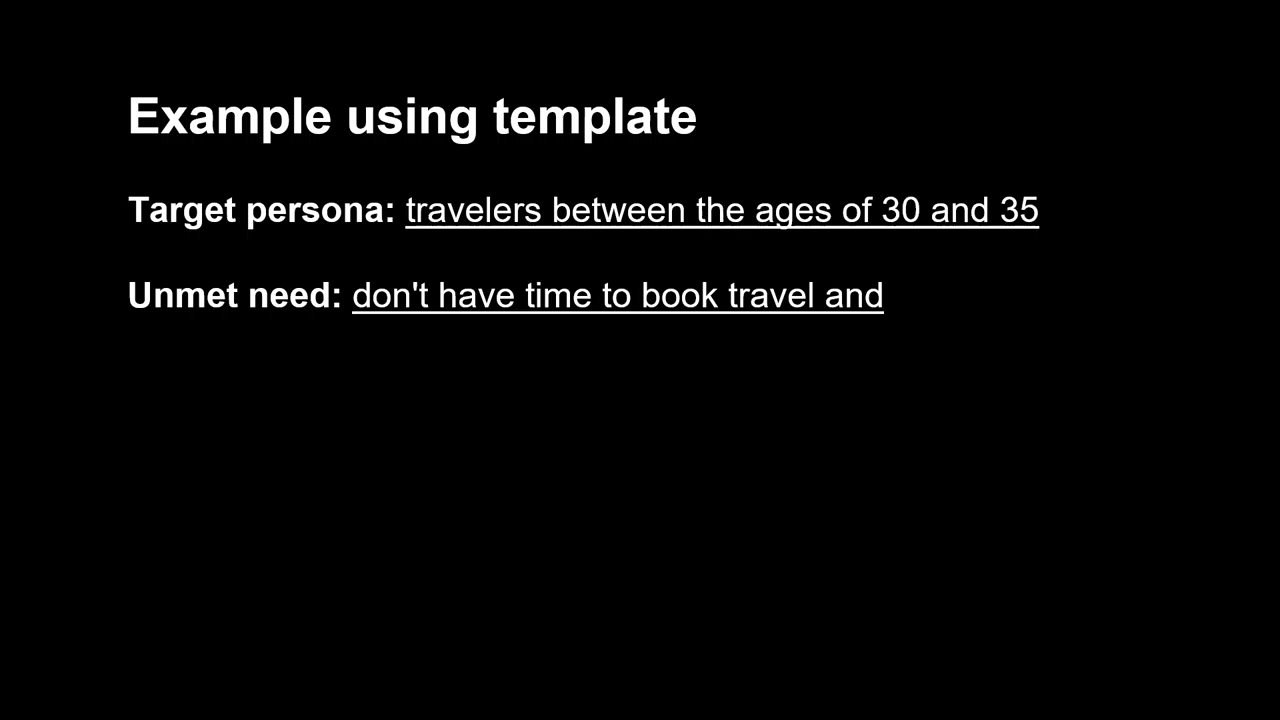 Example using template
Target persona: travelers between the ages of 30 and 35
Unmet need: don't have time to book travel and